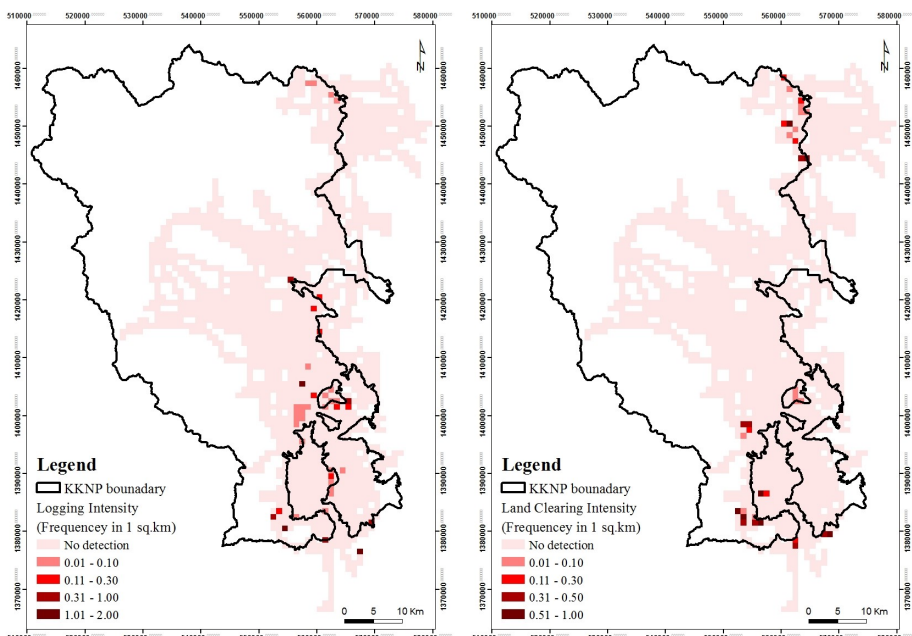 510000 520000 530000 540000 550000 560000 570000 580000
1460000
1450000
1440000
1430000
1420000
1410000
1400000
1390000
1380000
1370000
N
Legend
KKNP bounadary
Logging Intensity
(Frequencey in 1 sq.km)
No detection
0.01 - 0.10
0.11 - 0.30
0.31 - 1.00
1.01 - 2.00
0 5 10 Km
510000 520000 530000 540000 550000 560000 570000 580000
1460000
1450000
1440000
1430000
1420000
1410000
1400000
1390000
1380000
1370000
N
Legend
KKNP bounadary
Land Clearing Intensity
(Frequencey in 1 sq.km)
No detection
0.01 - 0.10
0.11 - 0.30
0.31 - 0.50
0.51 - 1.00
0 5 10 Km